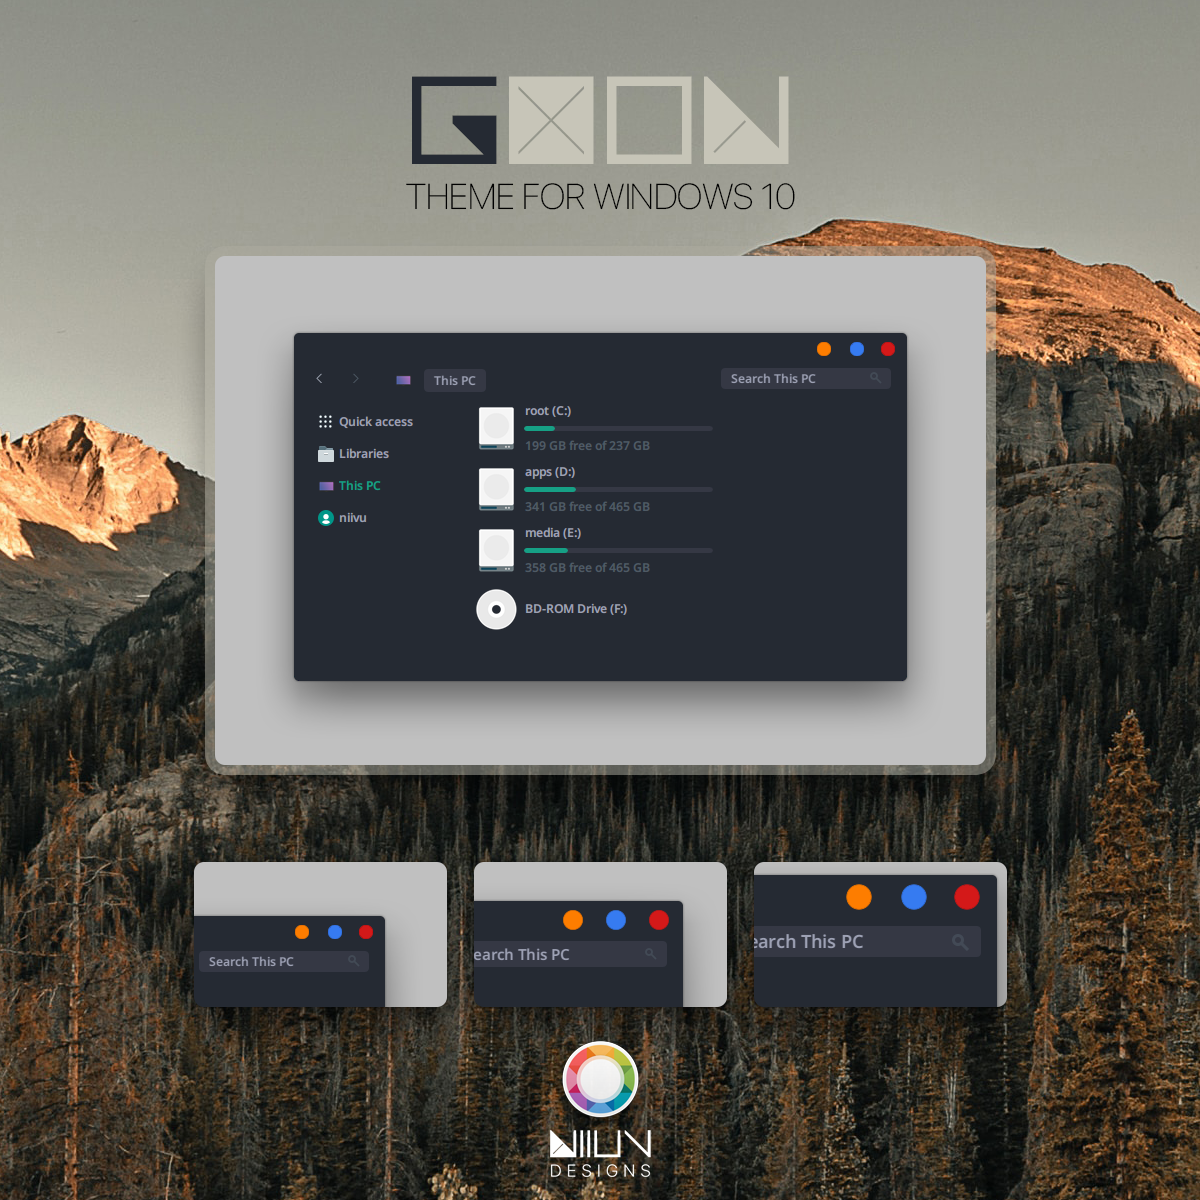 GXON
THEME FOR WINDOWS 10
This PC
Search This PC
Quick access
Libraries
This PC
niivu
root (C:)
199 GB free of 237 GB
apps (D:)
341 GB free of 465 GB
media (E:)
358 GB free of 465 GB
BD-ROM Drive (F:)
Search This PC
earch This PC
earch This PC
NIIVN
DESIGNS